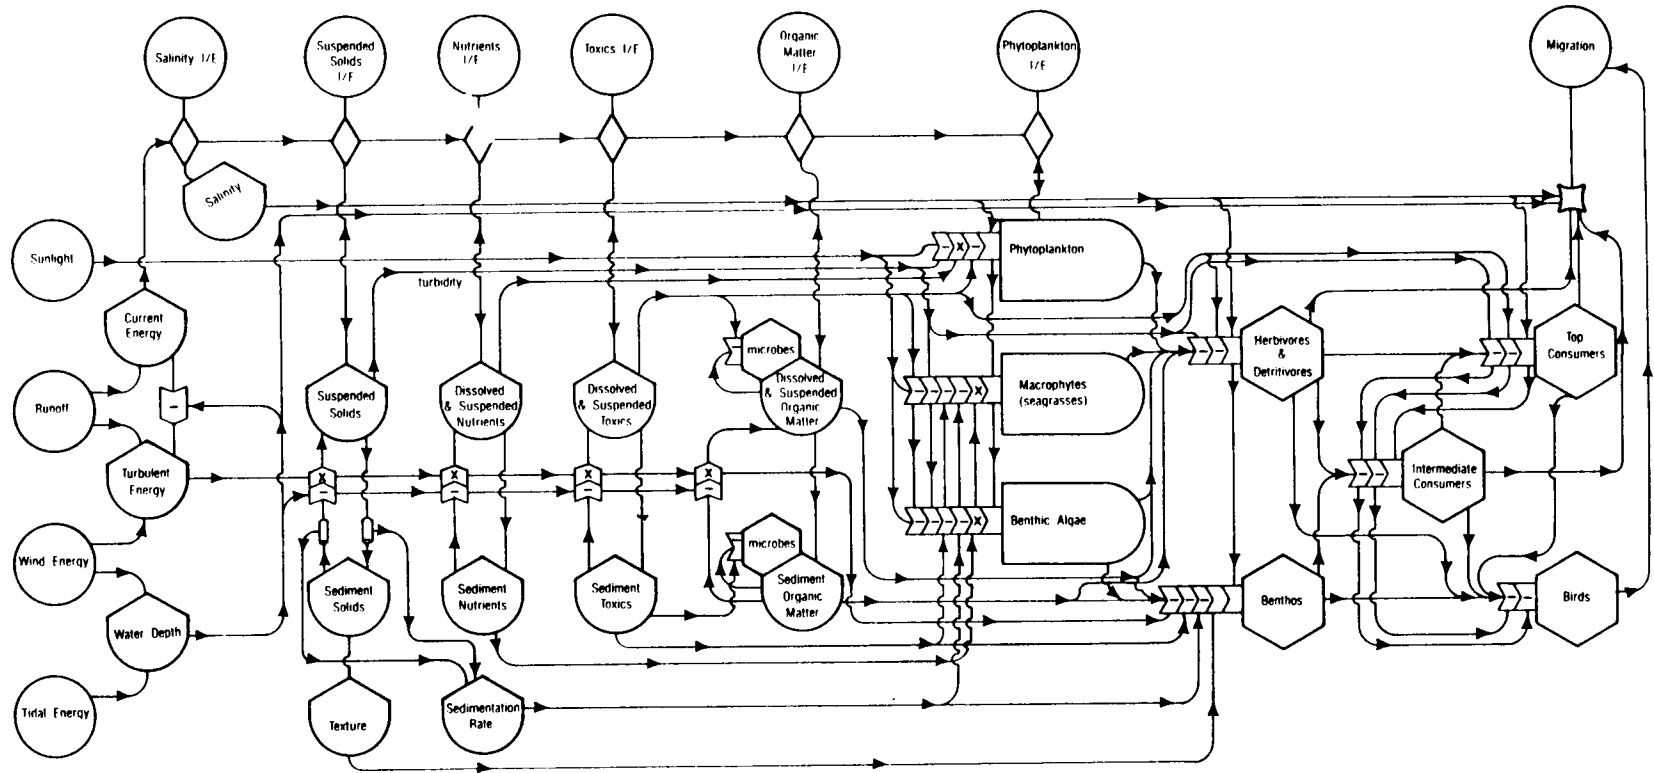 Salinity I/E
Suspended
Solids
I/E
Nutrients
I/E
Toxics I/E
Organic
Matter
I/E
Phytoplankton
I/E
Migration
Salinity
Sunlight
Phytoplankton
turbidity
Current
Energy
microbes
Herbivores
&
Detritivores
Top
Consumers
Runoff
Suspended
Solids
Dissolved
& Suspended
Nutrients
Dissolved
& Suspended
Toxics
Dissolved
& Suspended
Organic
Matter
Macrophytes
(seagrasses)
Turbulent
Energy
Intermediate
Consumers
Benthic Algae
microbes
Wind Energy
Sediment
Solids
Sediment
Nutrients
Sediment
Toxics
Sediment
Organic
Matter
Benthos
Birds
Water Depth
Tidal Energy
Texture
Sedimentation
Rate